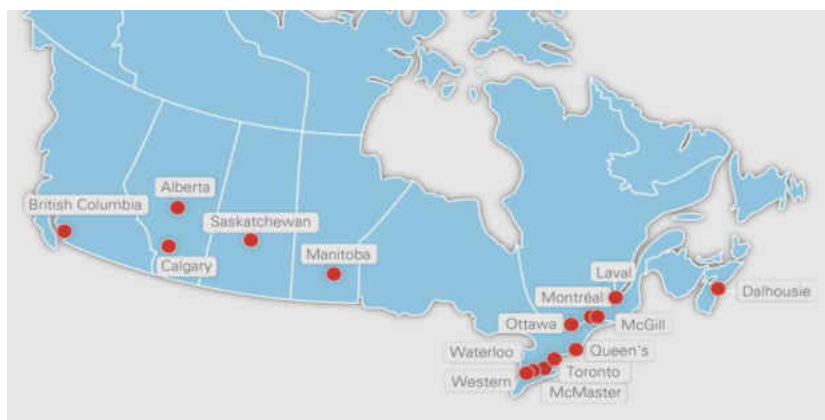 Alberta
British Columbia
Saskatchewan
Calgary
Manitoba
Laval
Montréal
Dalhousie
Ottawa
McGill
Waterloo
Queen's
Western
Toronto
McMaster